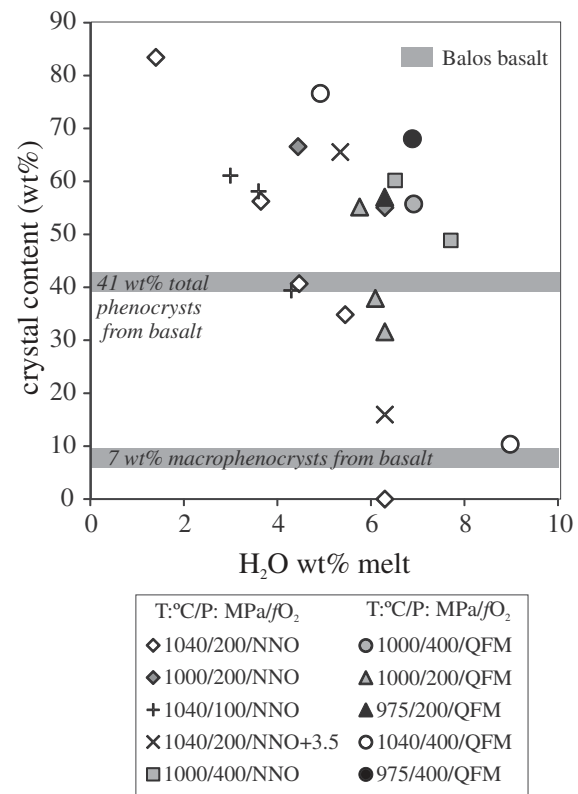 90
80
70
60
50
40
30
20
10
0
crystal content (wt%)
Balos basalt
41 wt% total
phenocrysts
from basalt
7 wt% macrophenocrysts from basalt
0 2 4 6 8 10
H₂O wt% melt
T:ºC/P: MPa/fO₂ T:ºC/P: MPa/fO₂
1040/200/NNO 1000/400/QFM
1000/200/NNO 1000/200/QFM
1040/100/NNO 975/200/QFM
1040/200/NNO+3.5 1040/400/QFM
1000/400/NNO 975/400/QFM